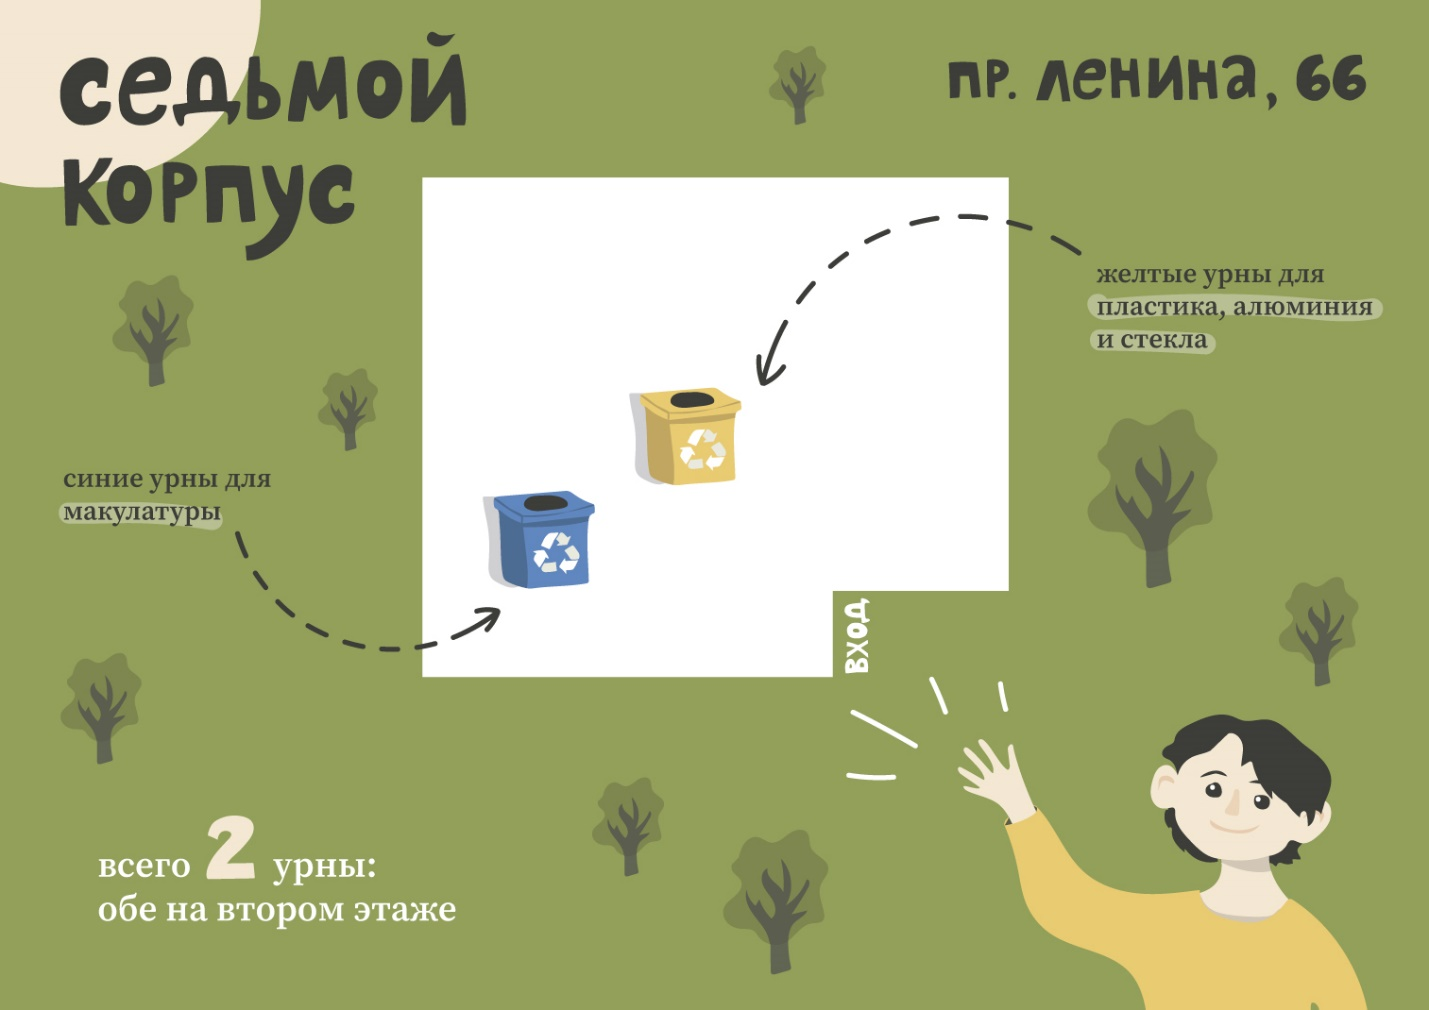 седьмой
корпус
пр. ленина, 66
желтые урны для
пластика, алюминия
и стекла
синие урны для
макулатуры
вход
всего 2 урны:
обе на втором этаже